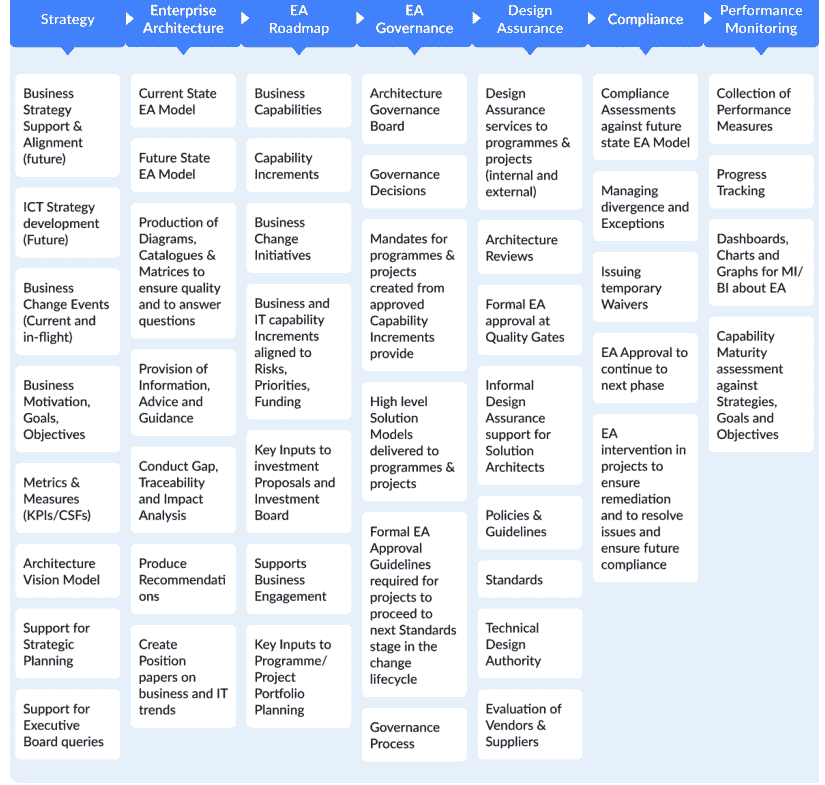 Strategy
Enterprise
Architecture
EA
Roadmap
EA
Governance
Design
Assurance
Compliance
Performance
Monitoring
Business
Strategy
Support &
Alignment
(future)
ICT Strategy
development
(Future)
Business
Change Events
(Current and
in-flight)
Business
Motivation,
Goals,
Objectives
Metrics &
Measures
(KPIs/CSFs)
Architecture
Vision Model
Support for
Strategic
Planning
Support for
Executive
Board queries
Current State
EA Model
Future State
EA Model
Production of
Diagrams,
Catalogues &
Matrices to
ensure quality
and to answer
questions
Provision of
Information,
Advice and
Guidance
Conduct Gap,
Traceability
and Impact
Analysis
Produce
Recommendati
ons
Create
Position
papers on
business and IT
trends
Business
Capabilities
Capability
Increments
Business
Change
Initiatives
Business and
IT capability
Increments
aligned to
Risks,
Priorities,
Funding
Key Inputs to
investment
Proposals and
Investment
Board
Supports
Business
Engagement
Key Inputs to
Programme/
Project
Portfolio
Planning
Architecture
Governance
Board
Governance
Decisions
Mandates for
programmes &
projects
created from
approved
Capability
Increments
provide
High level
Solution
Models
delivered to
programmes &
projects
Formal EA
Approval
Guidelines
required for
projects to
proceed to
next Standards
stage in the
change
lifecycle
Governance
Process
Design
Assurance
services to
programmes &
projects
(internal and
external)
Architecture
Reviews
Formal EA
approval at
Quality Gates
Informal
Design
Assurance
support for
Solution
Architects
Policies &
Guidelines
Standards
Technical
Design
Authority
Evaluation of
Vendors &
Suppliers
Compliance
Assessments
against future
state EA Model
Managing
divergence and
Exceptions
Issuing
temporary
Waivers
EA Approval to
continue to
next phase
EA
intervention in
projects to
ensure
remediation
and to resolve
issues and
ensure future
compliance
Collection of
Performance
Measures
Progress
Tracking
Dashboards,
Charts and
Graphs for MI/
BI about EA
Capability
Maturity
assessment
against
Strategies,
Goals and
Objectives